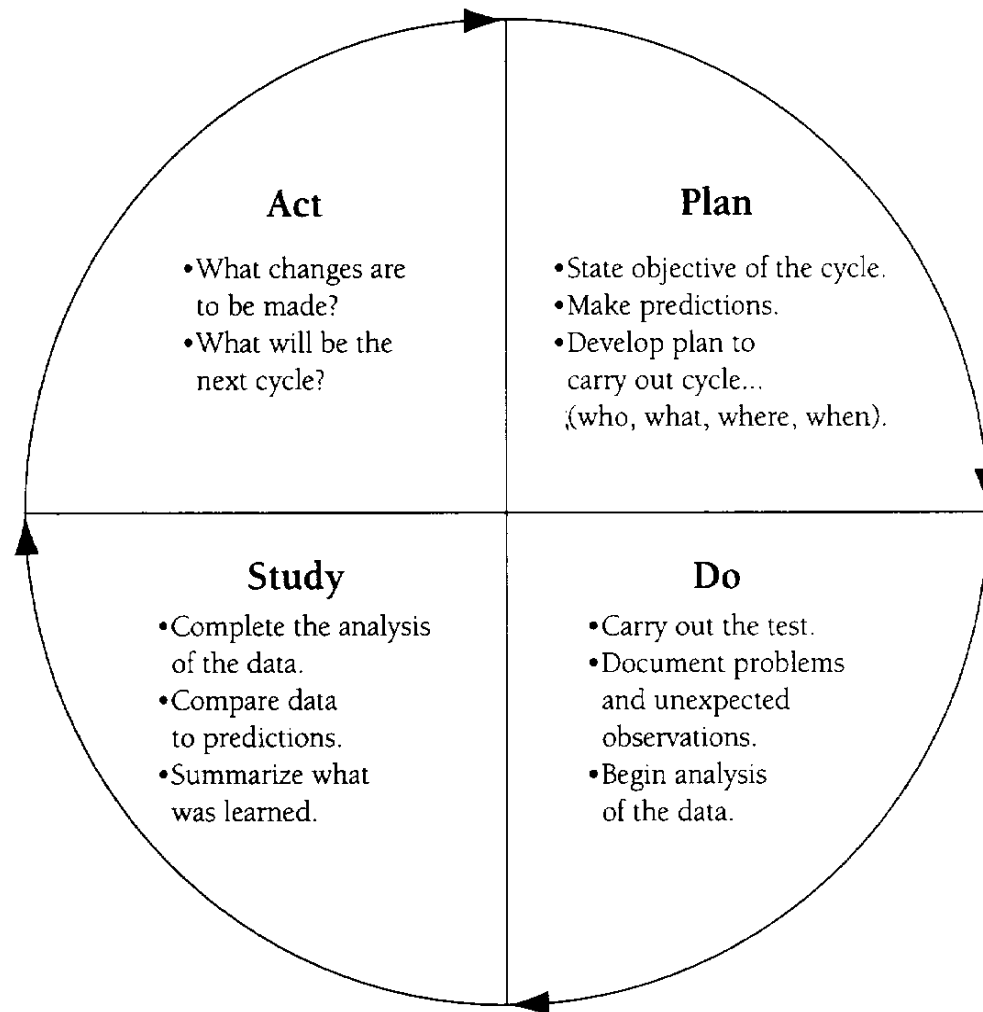 Act
•What changes are
to be made?
•What will be the
next cycle?
Plan
•State objective of the cycle.
•Make predictions.
•Develop plan to
carry out cycle...
(who, what, where, when).
Study
•Complete the analysis
of the data.
•Compare data
to predictions.
•Summarize what
was learned.
Do
•Carry out the test.
•Document problems
and unexpected
observations.
•Begin analysis
of the data.